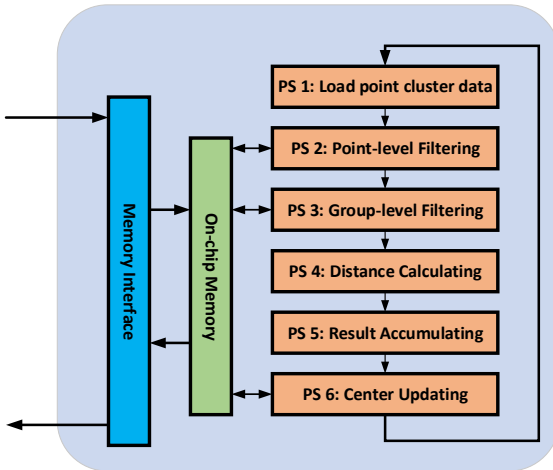 PS 1: Load point cluster data
PS 2: Point-level Filtering
PS 3: Group-level Filtering
PS 4: Distance Calculating
PS 5: Result Accumulating
PS 6: Center Updating
Memory Interface
On-chip Memory